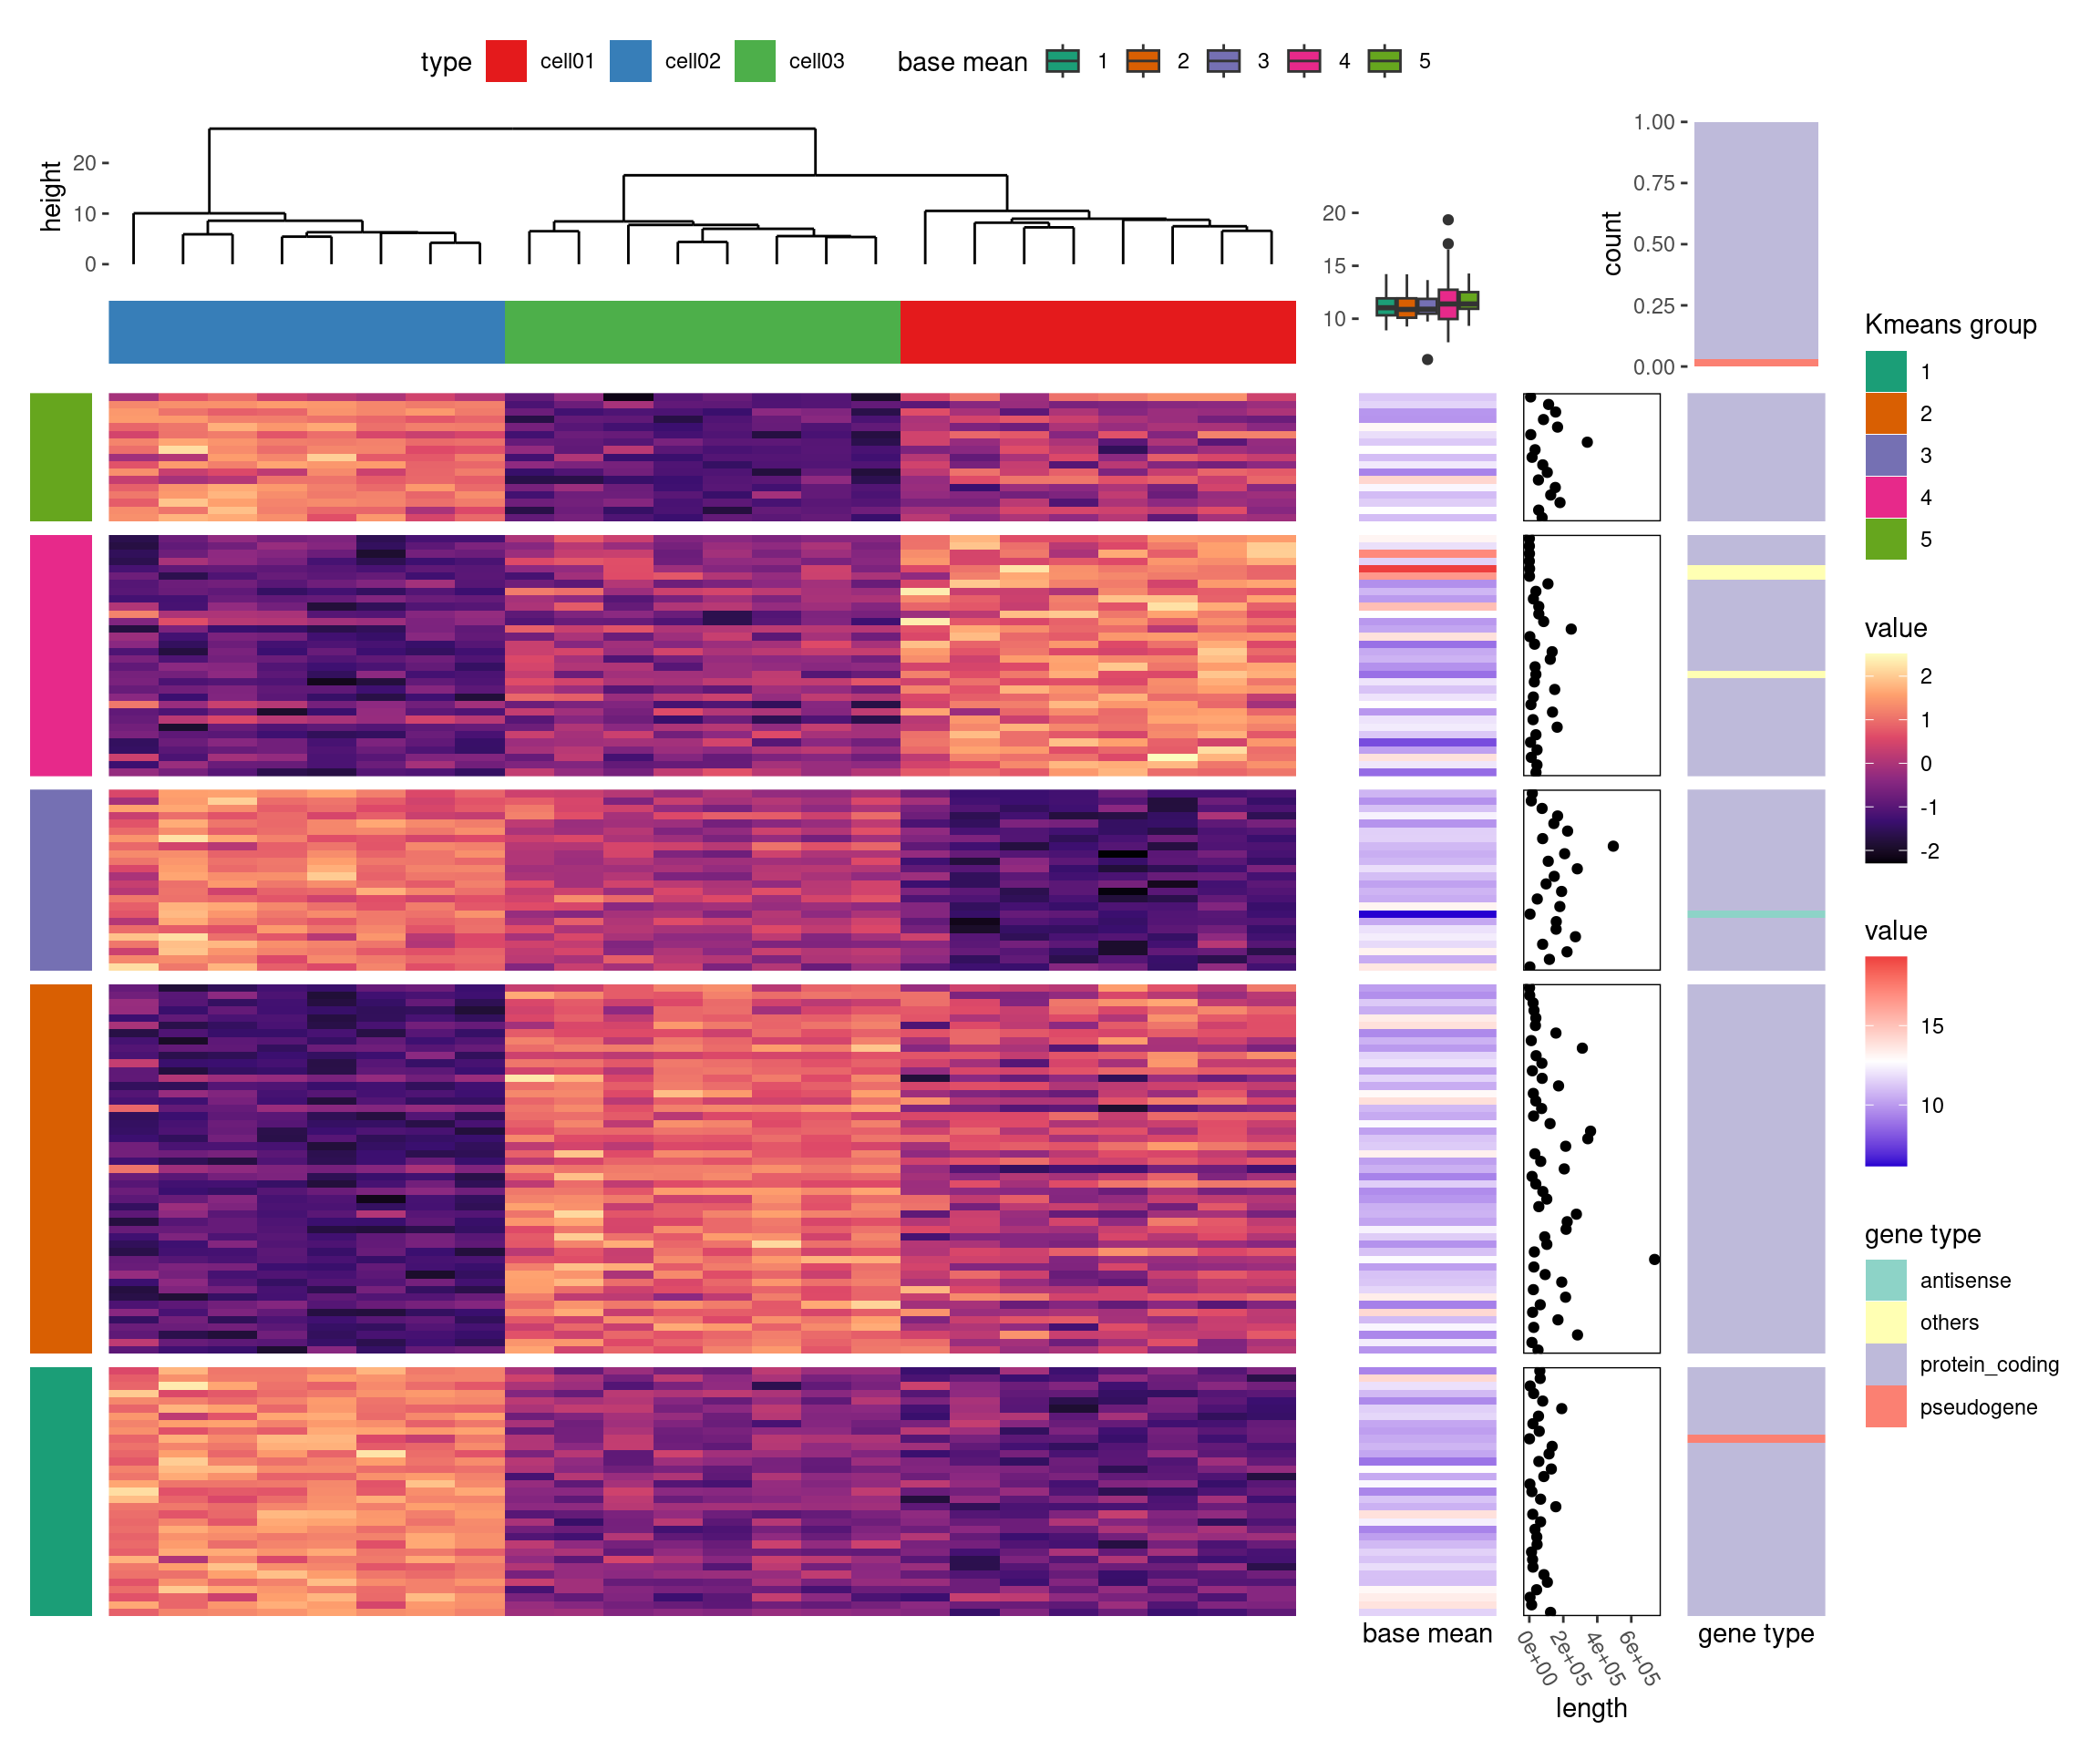 type cell01 cell02 cell03 base mean 1 2 3 4 5
height
20
10
0
20
15
10
count
1.00
0.75
0.50
0.25
0.00
Kmeans group
1
2
3
4
5
value
2
1
0
-1
-2
value
15
10
gene type
antisense
others
protein_coding
pseudogene
base mean
0e+00 2e+05 4e+05 6e+05
length
gene type